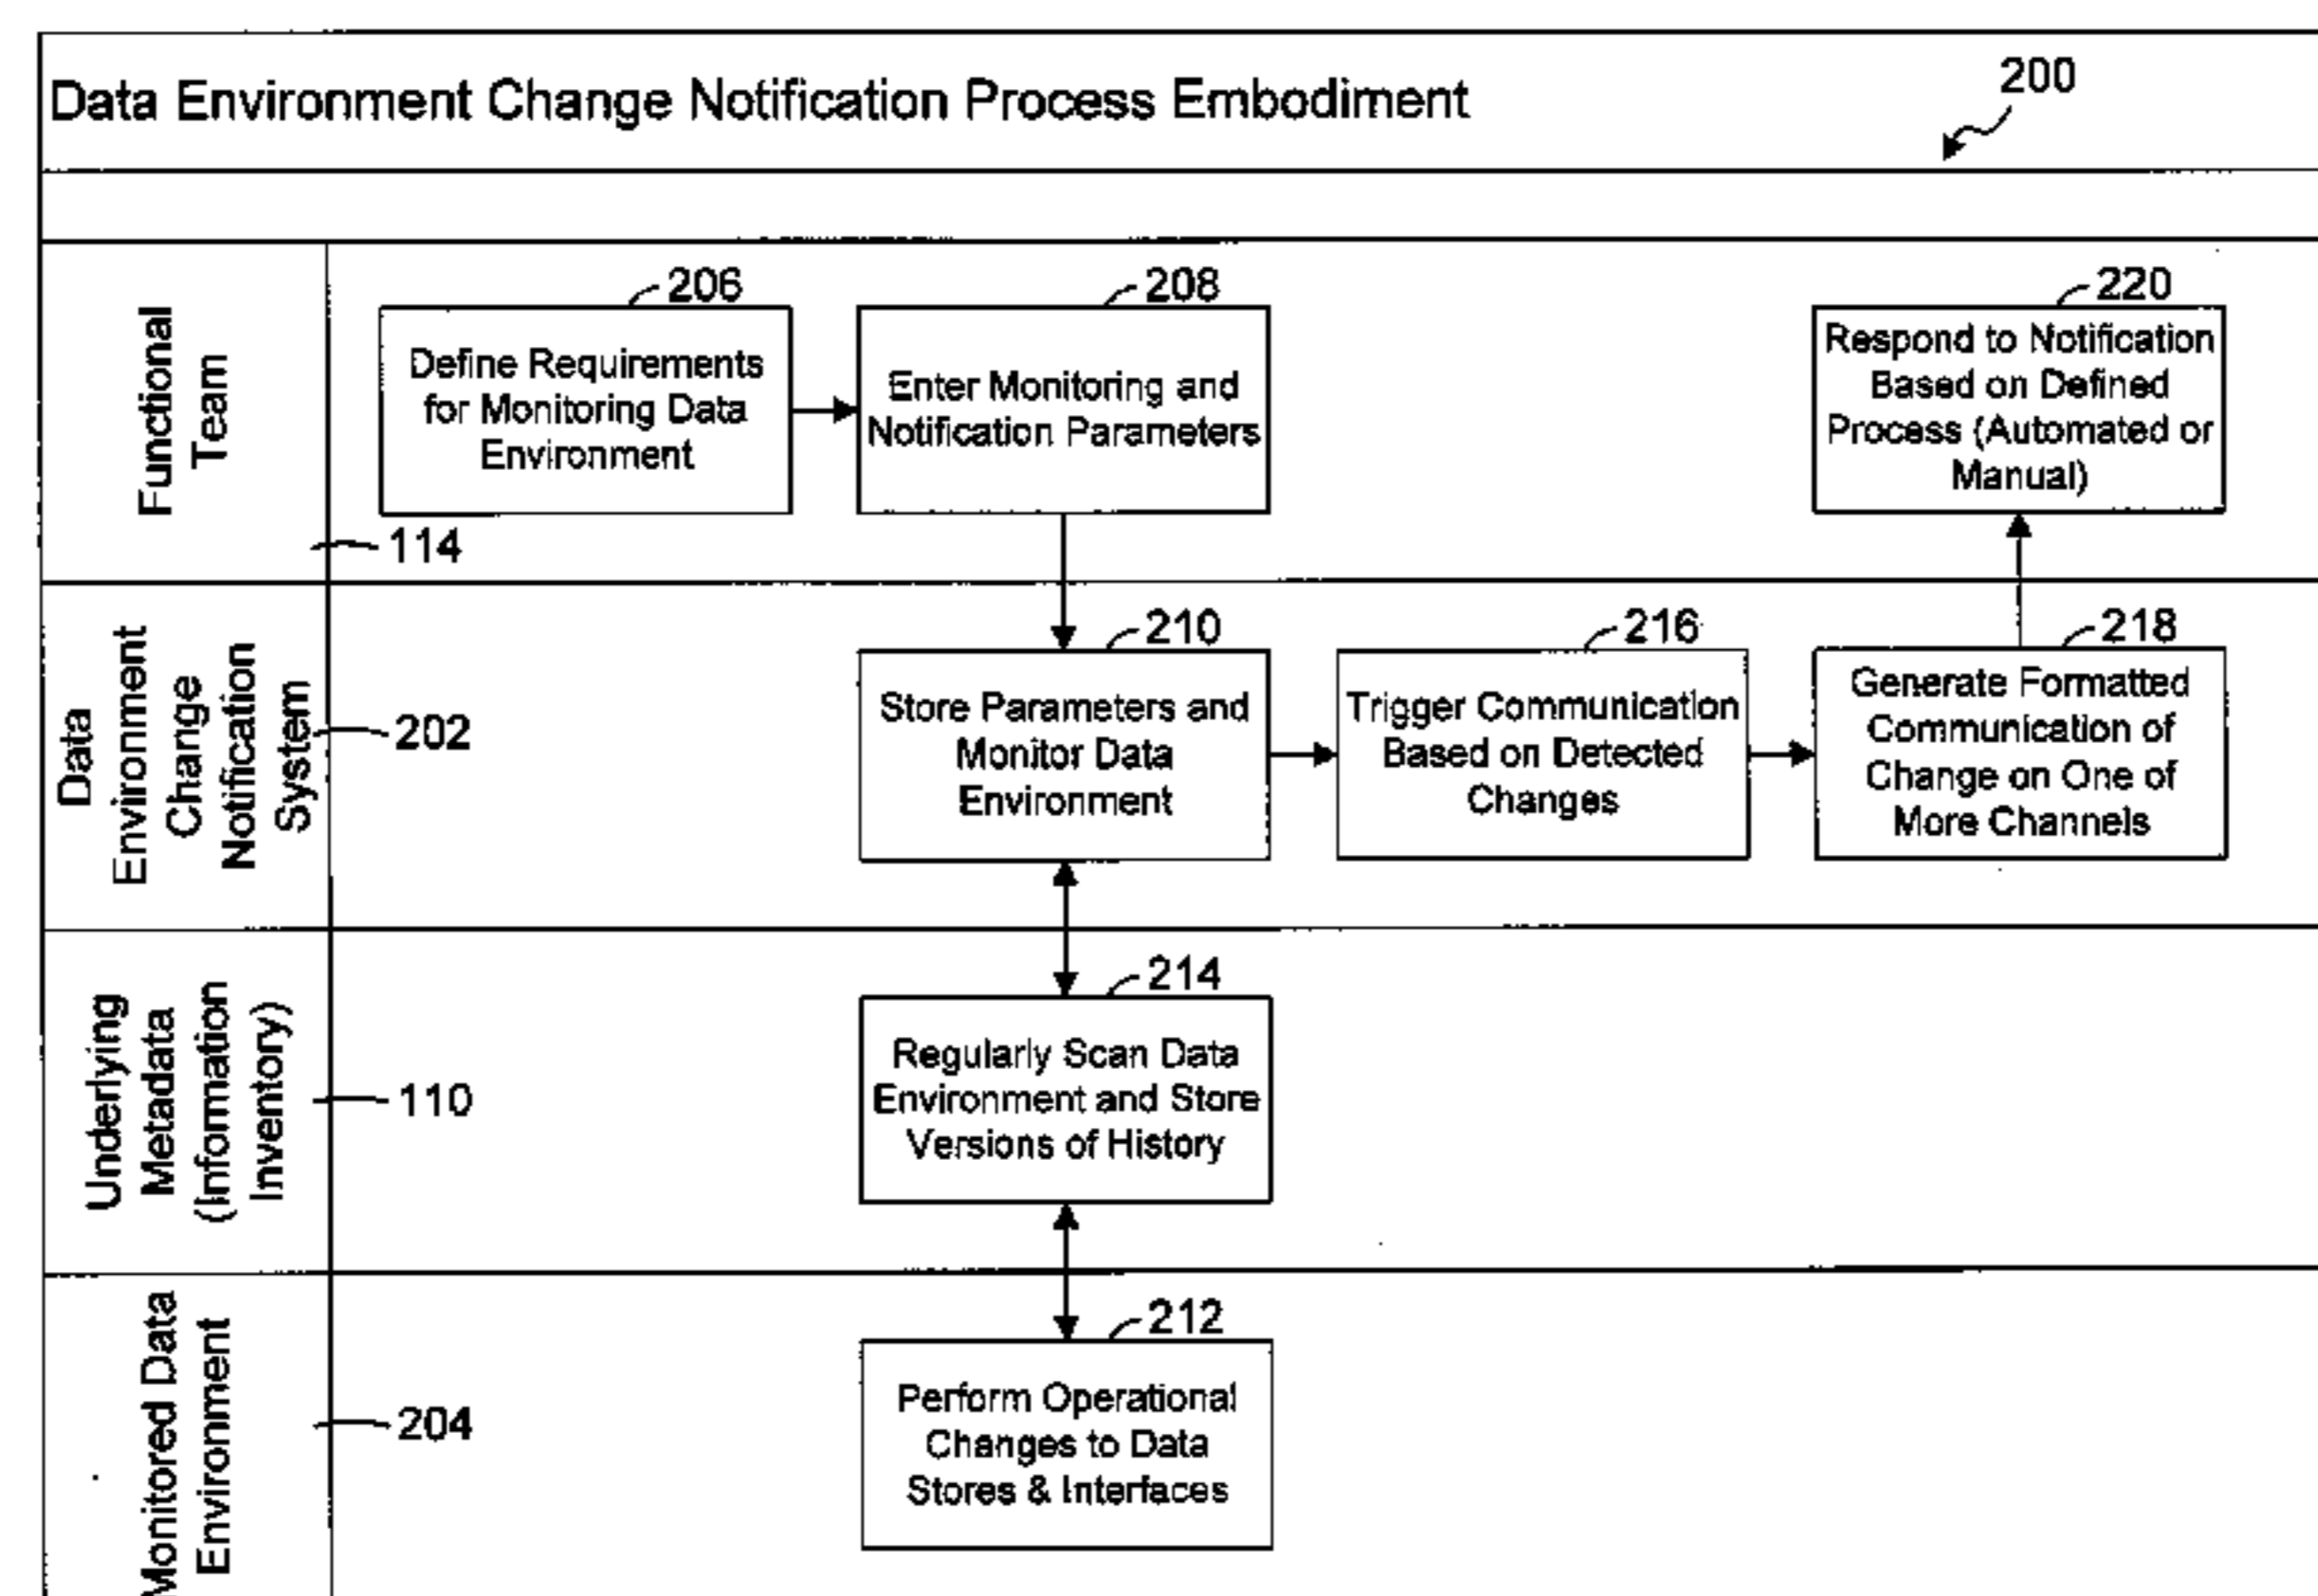 Data Environment Change Notification Process Embodiment
200
Functional
Team
114
206
Define Requirements
for Monitoring Data
Environment
208
Enter Monitoring and
Notification Parameters
220
Respond to Notification
Based on Defined
Process (Automated or
Manual)
Data
Environment
Change
Notification
System
202
210
Store Parameters and
Monitor Data
Environment
216
Trigger Communication
Based on Detected
Changes
218
Generate Formatted
Communication of
Change on One of
More Channels
Underlying
Metadata
(Information
Inventory)
110
214
Regularly Scan Data
Environment and Store
Versions of History
Monitored Data
Environment
204
212
Perform Operational
Changes to Data
Stores & Interfaces